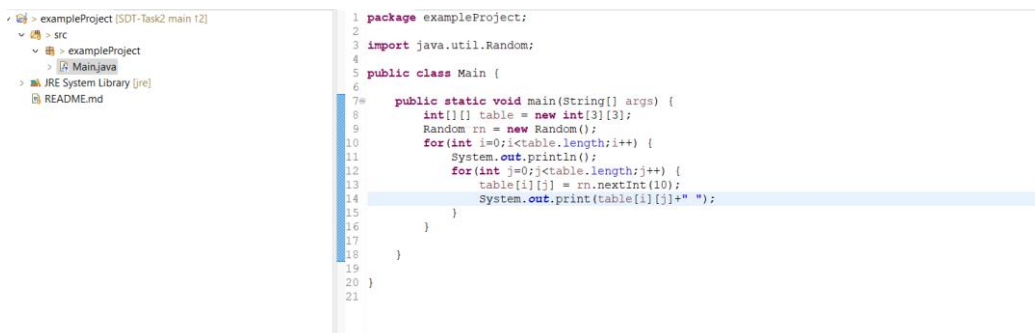 > exampleProject [SDT-Task2 main ↑2]
> src
> exampleProject
> Main.java
> JRE System Library [jre]
README.md
1 package exampleProject;
2
3 import java.util.Random;
4
5 public class Main {
6
7 public static void main(String[] args) {
8 int[][] table = new int[3][3];
9 Random rn = new Random();
10 for(int i=0;i<table.length;i++) {
11 System.out.println();
12 for(int j=0;j<table.length;j++) {
13 table[i][j] = rn.nextInt(10);
14 System.out.print(table[i][j]+" ");
15 }
16 }
17
18 }
19
20 }
21